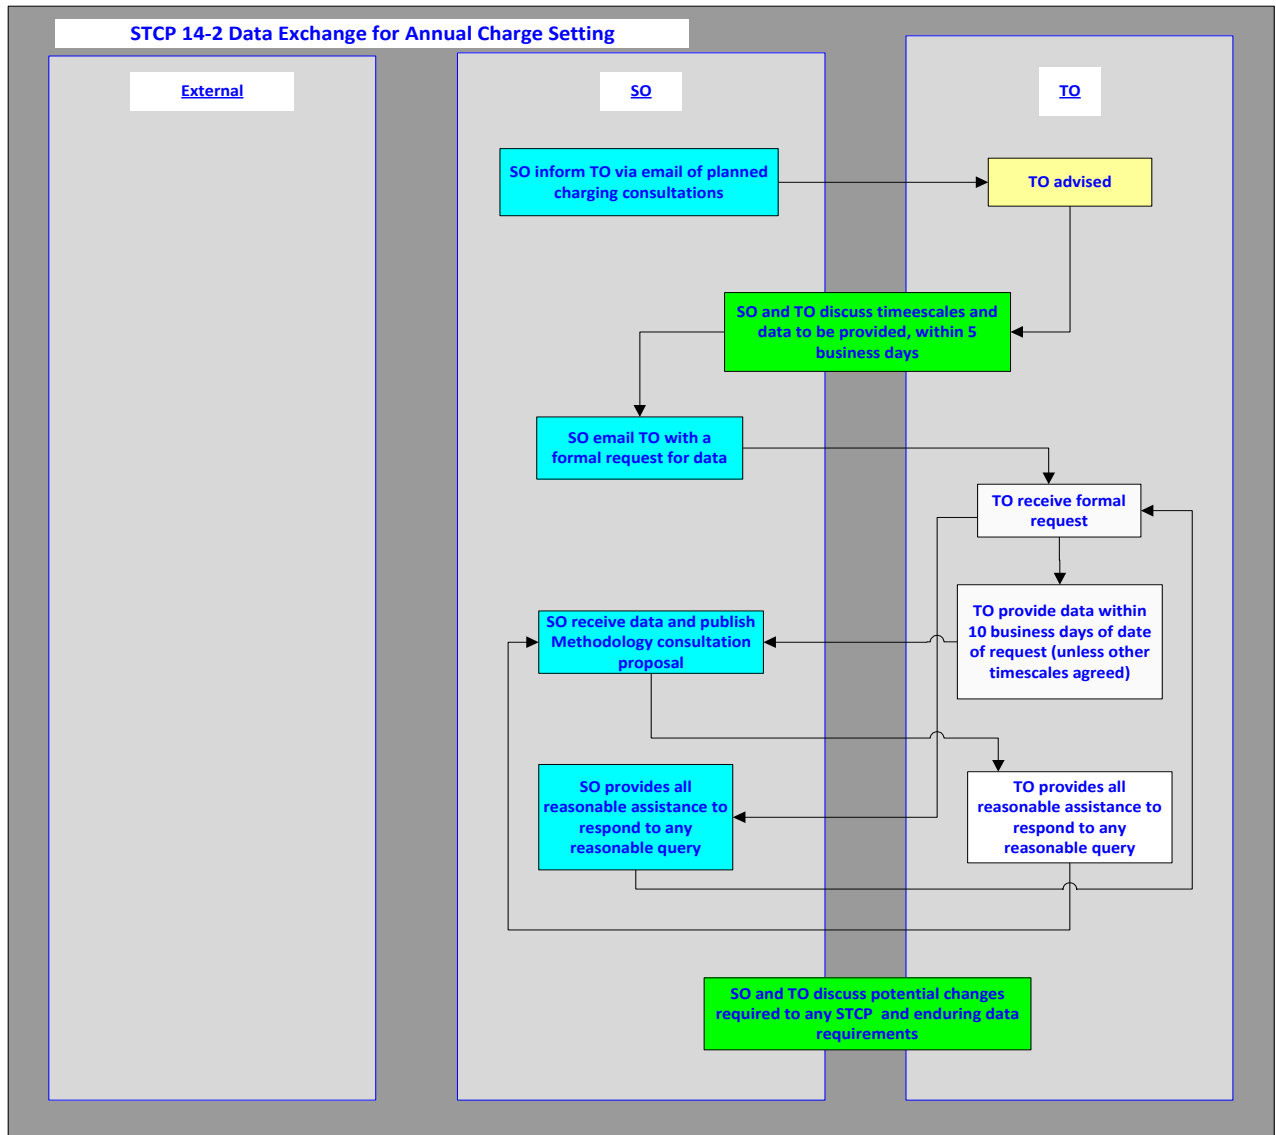 STCP 14-2 Data Exchange for Annual Charge Setting
External
SO
TO
SO inform TO via email of planned
charging consultations
TO advised
SO and TO discuss timeescales and
data to be provided, within 5
business days
SO email TO with a
formal request for data
TO receive formal
request
TO provide data within
10 business days of date
of request (unless other
timescales agreed)
SO receive data and publish
Methodology consultation
proposal
SO provides all
reasonable assistance to
respond to any
reasonable query
TO provides all
reasonable assistance to
respond to any
reasonable query
SO and TO discuss potential changes
required to any STCP  and enduring data
requirements